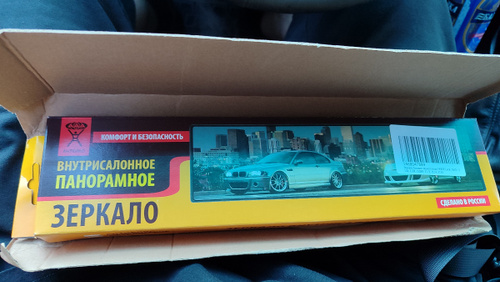 КОМФОРТ И БЕЗОПАСНОСТЬ
ВНУТРИСАЛОННОЕ
ПАНОРАМНОЕ
ЗЕРКАЛО
СДЕЛАНО В РОССИИ